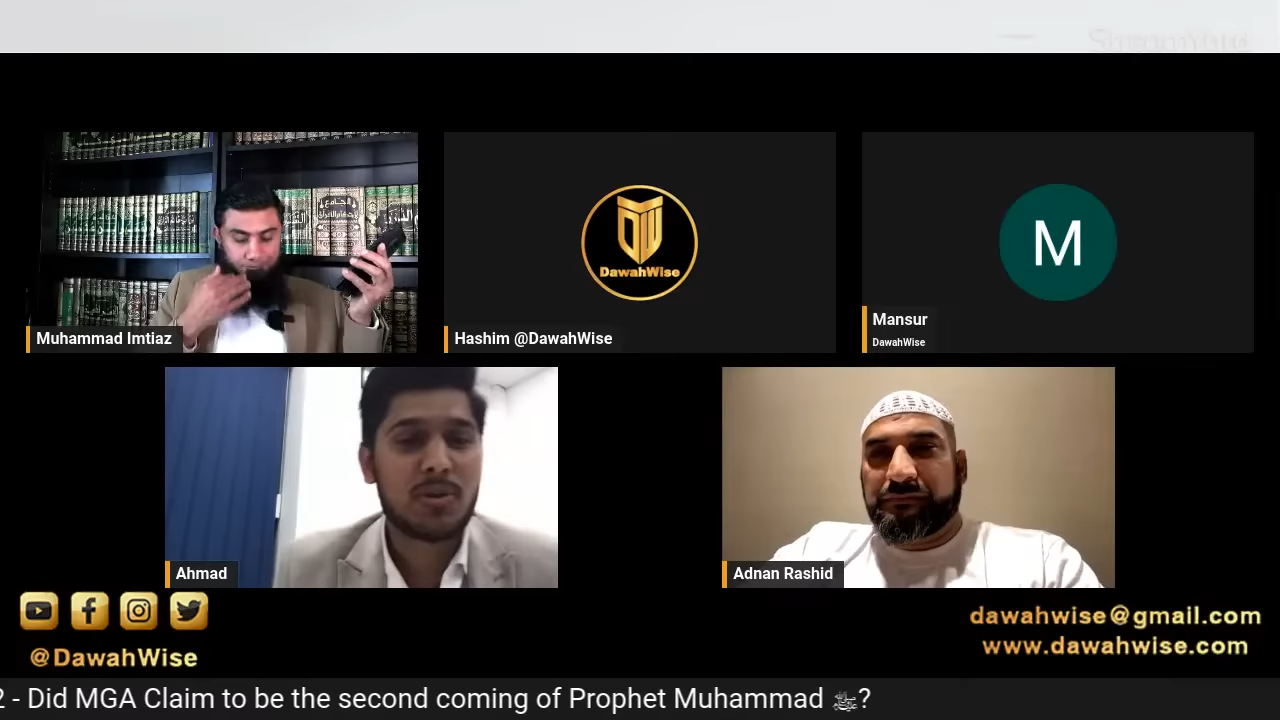 StreamYard
DawahWise
M
Muhammad Imtiaz
Hashim @DawahWise
Mansur
DawahWise
Ahmad
Adnan Rashid
@DawahWise
dawahwise@gmail.com
www.dawahwise.com
2 - Did MGA Claim to be the second coming of Prophet Muhammad ﷺ?